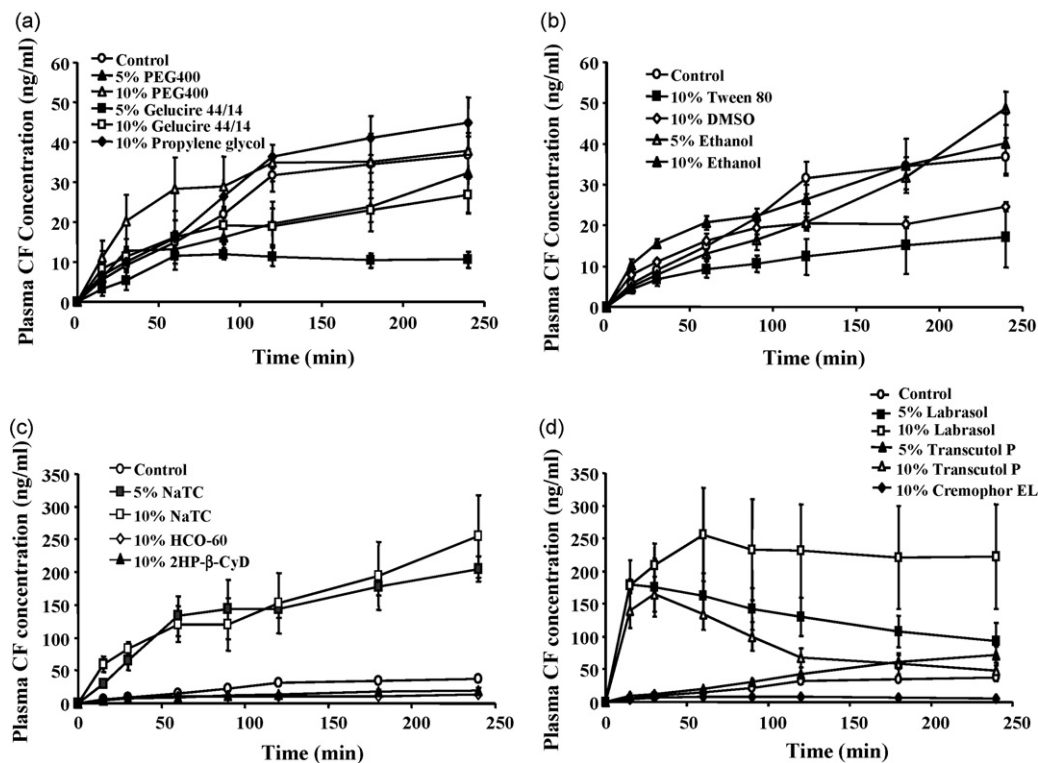 (a)
Plasma CF Concentration (ng/ml)
60
50
40
30
20
10
0
Control
5% PEG400
10% PEG400
5% Gelucire 44/14
10% Gelucire 44/14
10% Propylene glycol
0 50 100 150 200 250
Time (min)
(b)
Plasma CF Concentration (ng/ml)
60
50
40
30
20
10
0
Control
10% Tween 80
10% DMSO
5% Ethanol
10% Ethanol
0 50 100 150 200 250
Time (min)
(c)
Plasma CF concentration (ng/ml)
350
300
250
200
150
100
50
0
Control
5% NaTC
10% NaTC
10% HCO-60
10% 2HP-β-CyD
0 50 100 150 200 250
Time (min)
(d)
Plasma CF concentration (ng/ml)
350
300
250
200
150
100
50
0
Control
5% Labrasol
10% Labrasol
5% Transcutol P
10% Transcutol P
10% Cremophor EL
0 50 100 150 200 250
Time (min)